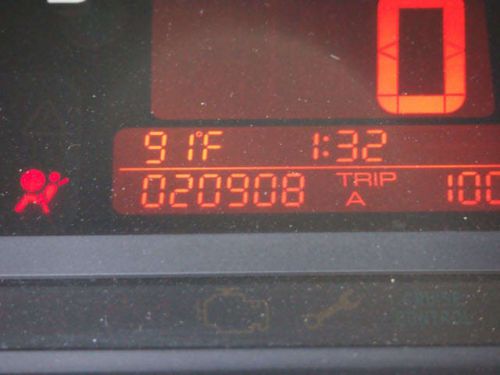 0
91°F 1:32
020908 TRIP A 100
CRUISE
CONTROL